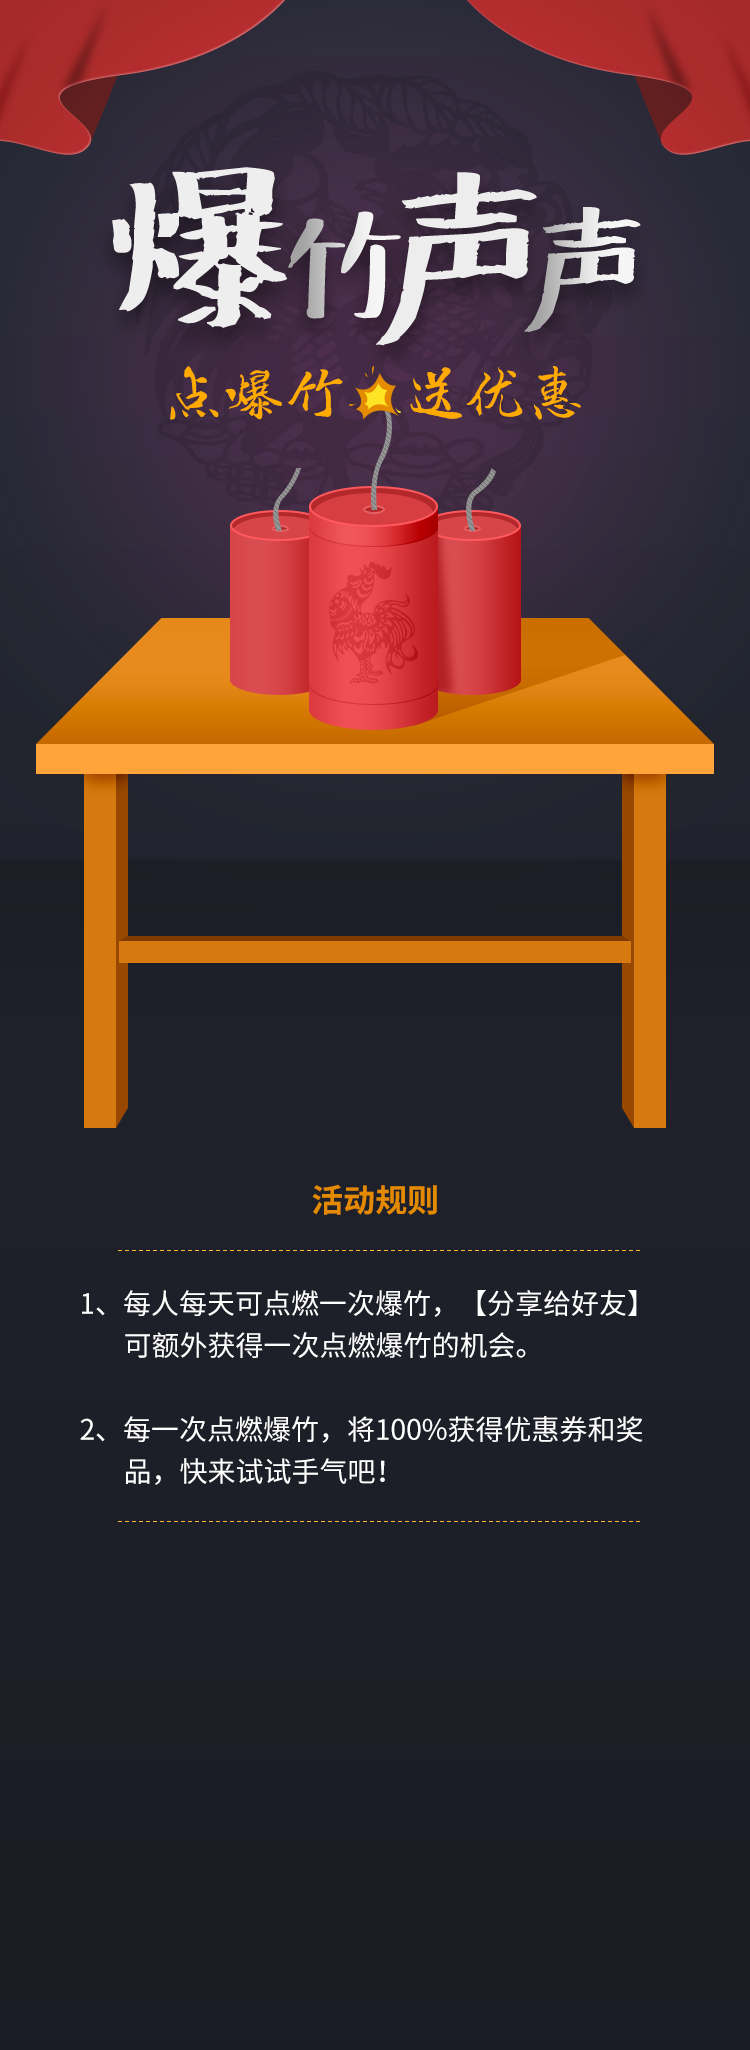 爆竹声声
点爆竹 送优惠
活动规则
1、每人每天可点燃一次爆竹，【分享给好友】
可额外获得一次点燃爆竹的机会。
2、每一次点燃爆竹，将100%获得优惠券和奖
品，快来试试手气吧！